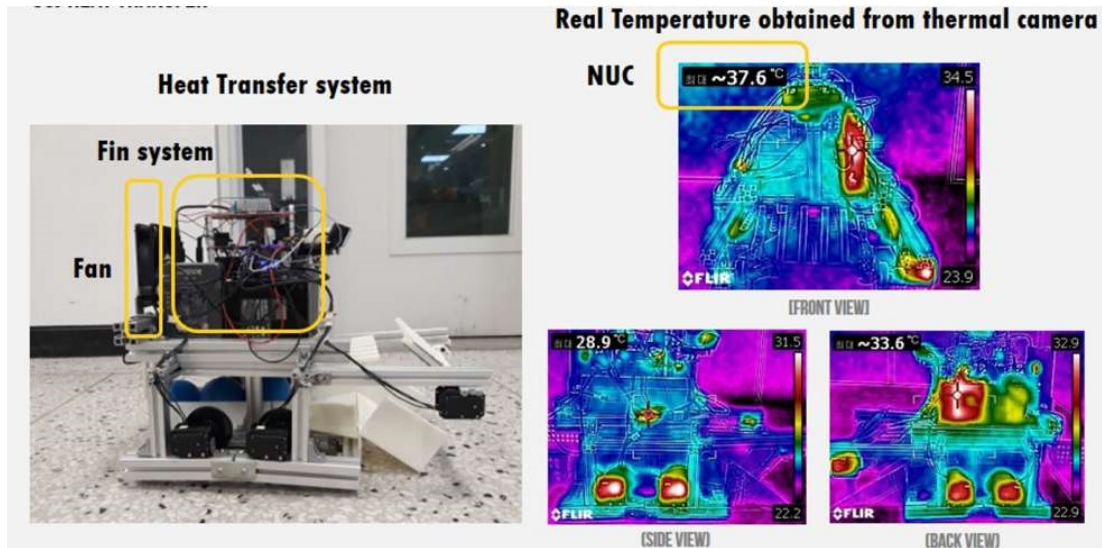 Real Temperature obtained from thermal camera
Heat Transfer system
NUC
최대 ~37.6 °C
34.5
Fin system
Fan
23.9
FLIR
[FRONT VIEW]
최대 28.9 °C
31.5
최대 ~33.6 °C
32.9
FLIR
22.2
FLIR
22.9
(SIDE VIEW)
(BACK VIEW)